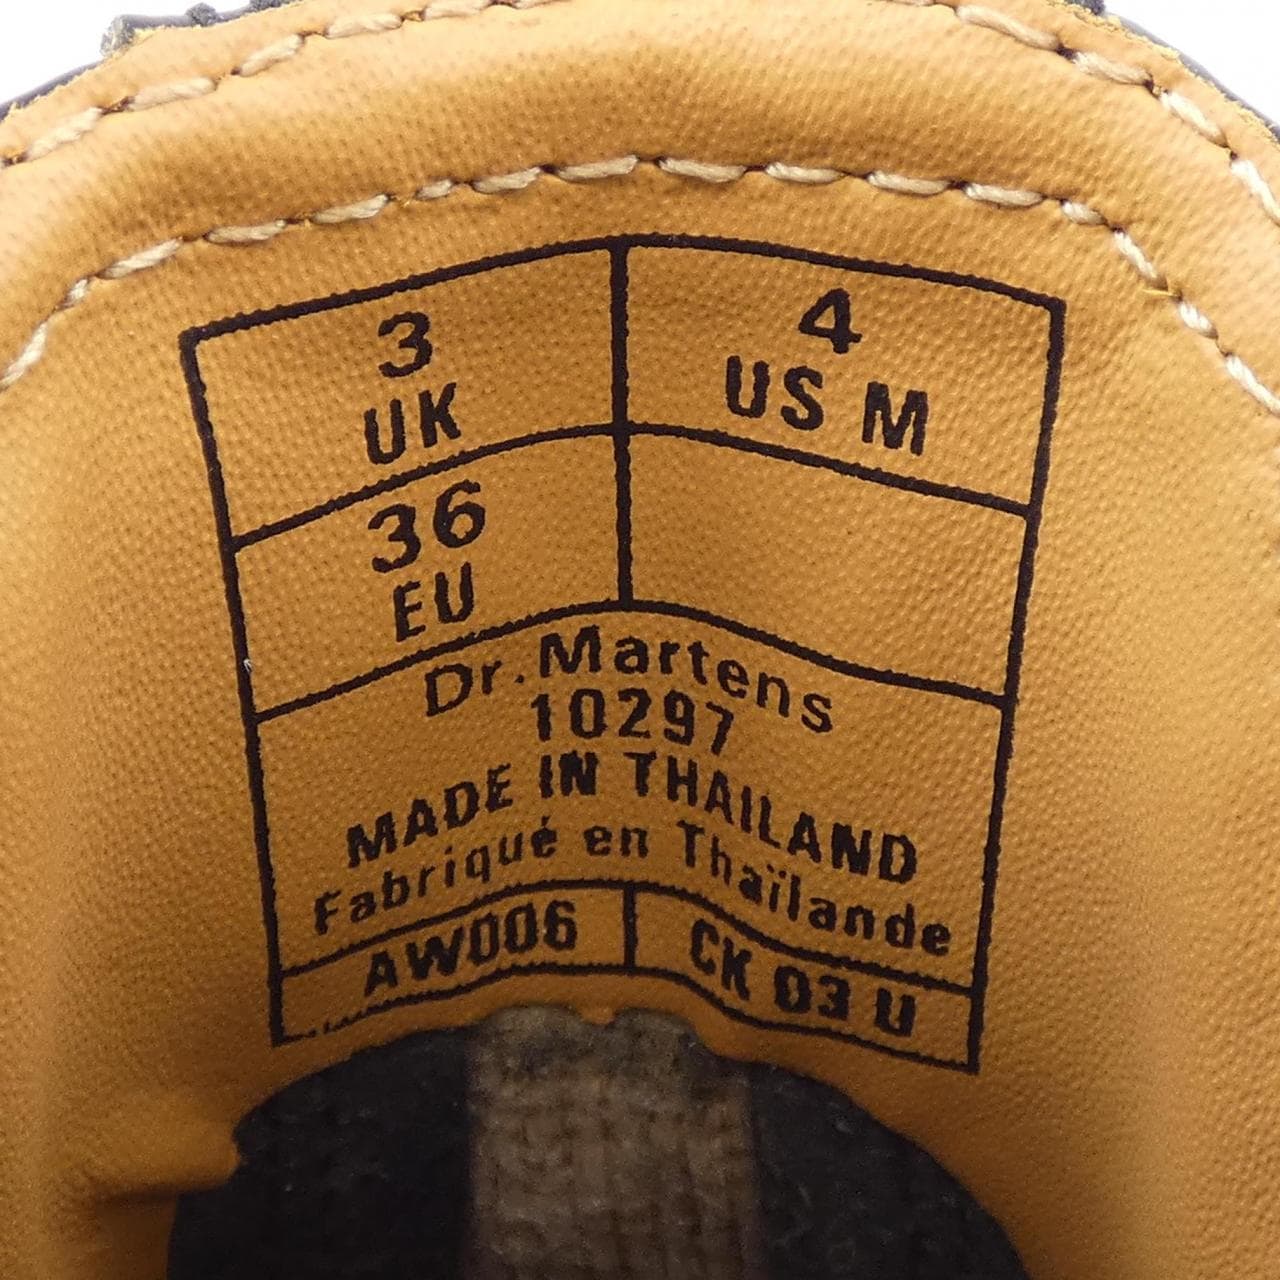 3
UK
4
US M
36
EU
Dr. Martens
10297
MADE IN THAILAND
Fabriqué en Thaïlande
AW006
CK 03 U